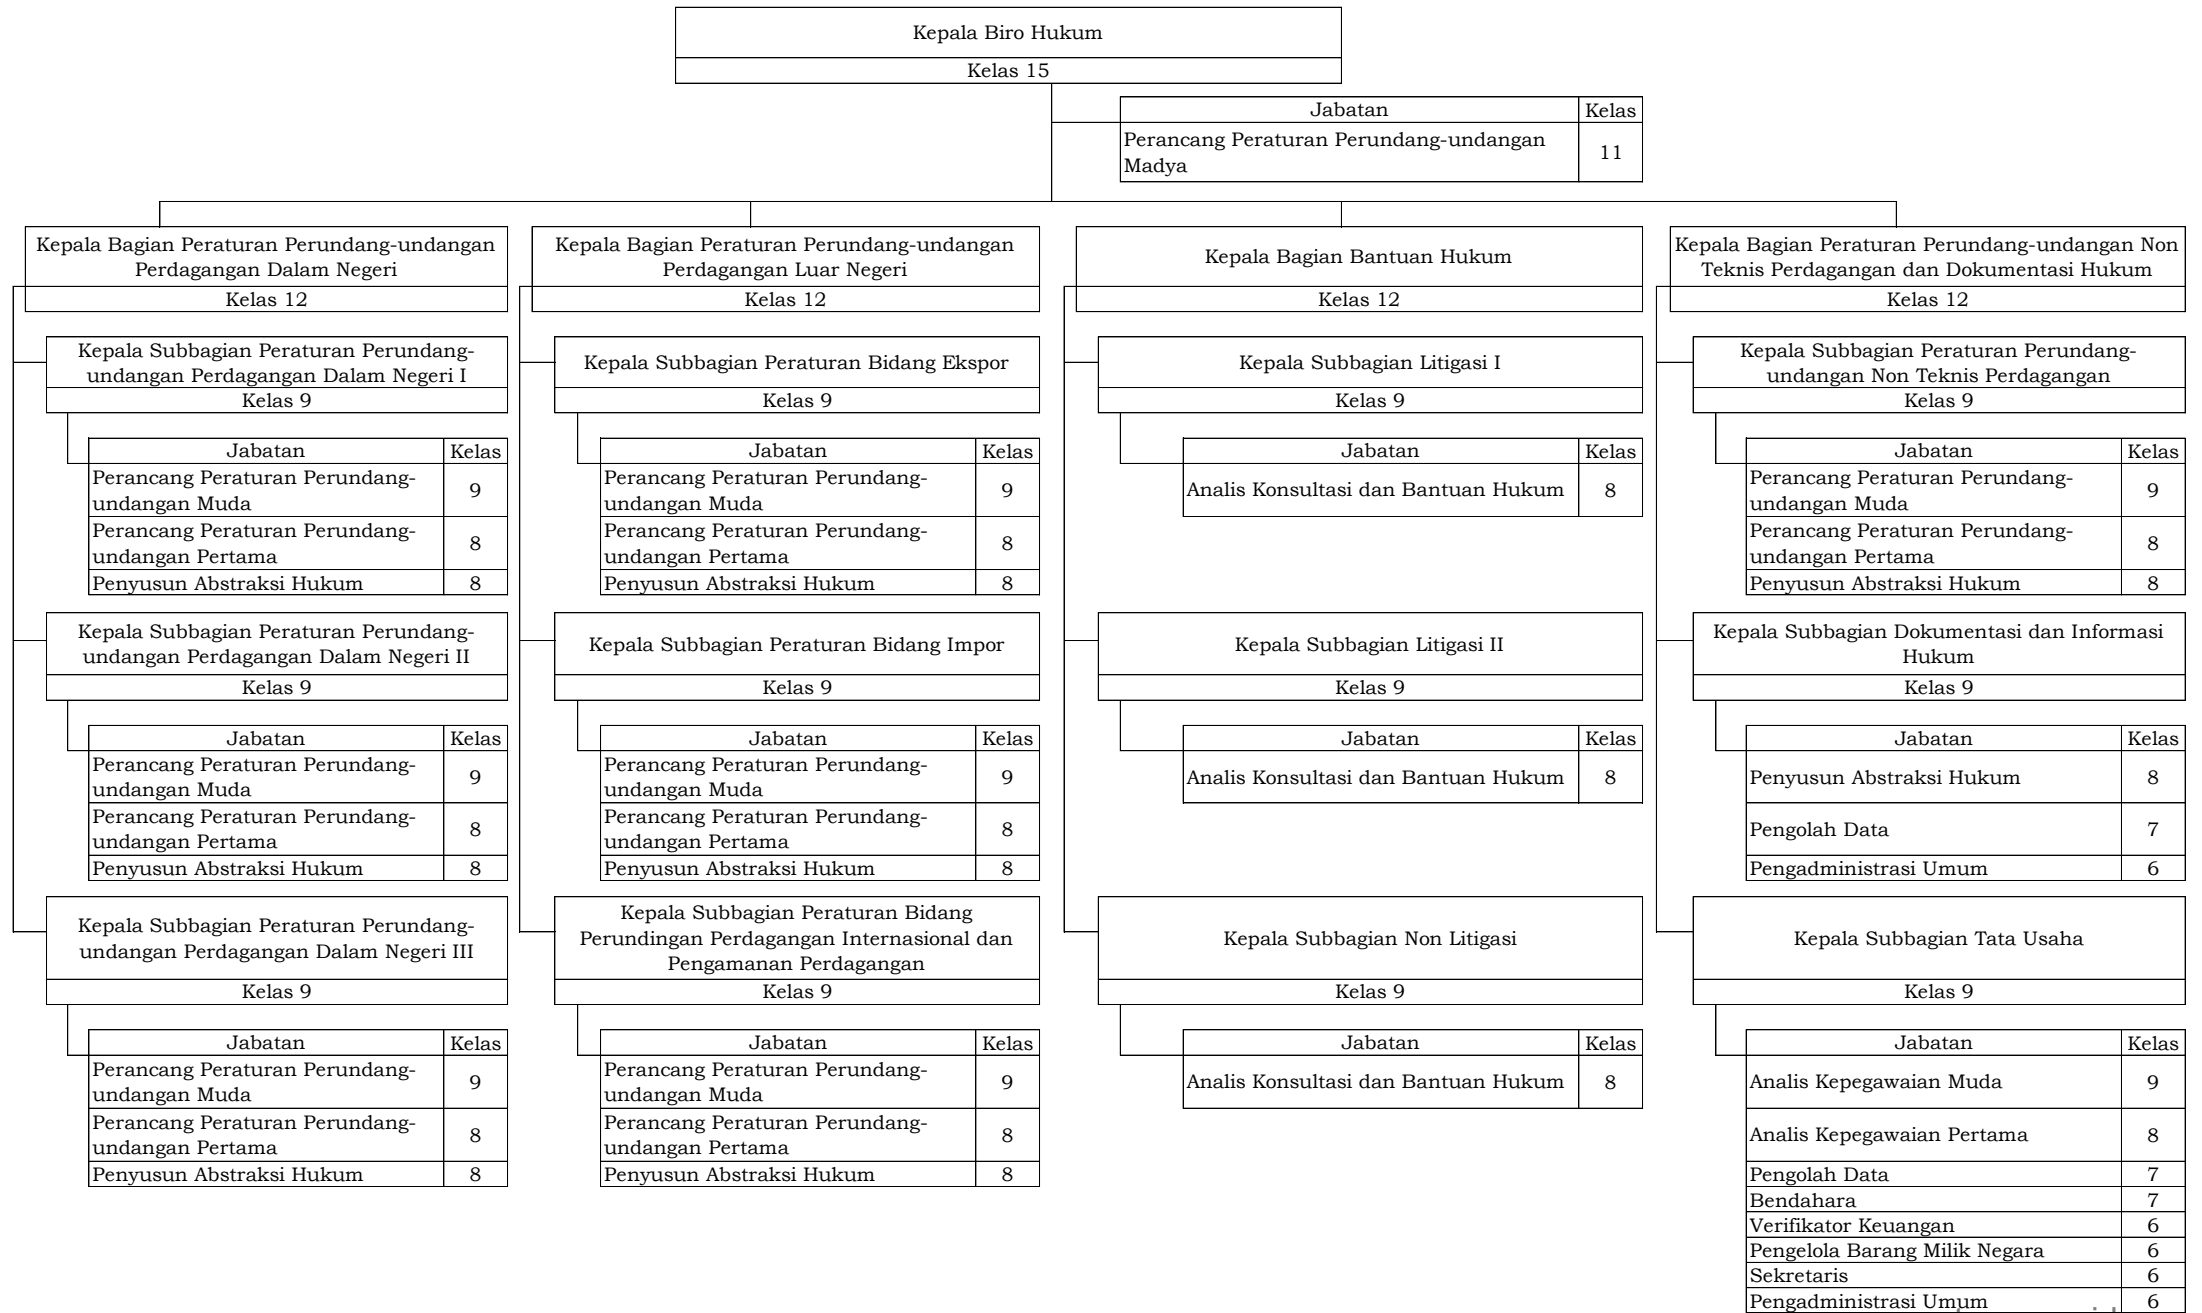 Kepala Biro Hukum
Kelas 15
Jabatan Kelas
Perancang Peraturan Perundang-undangan
Madya
11
Kepala Bagian Peraturan Perundang-undangan
Perdagangan Dalam Negeri
Kelas 12
Kepala Subbagian Peraturan Perundang-
undangan Perdagangan Dalam Negeri I
Kelas 9
Jabatan Kelas
Perancang Peraturan Perundang-
undangan Muda
9
Perancang Peraturan Perundang-
undangan Pertama
8
Penyusun Abstraksi Hukum 8
Kepala Subbagian Peraturan Perundang-
undangan Perdagangan Dalam Negeri II
Kelas 9
Jabatan Kelas
Perancang Peraturan Perundang-
undangan Muda
9
Perancang Peraturan Perundang-
undangan Pertama
8
Penyusun Abstraksi Hukum 8
Kepala Subbagian Peraturan Perundang-
undangan Perdagangan Dalam Negeri III
Kelas 9
Jabatan Kelas
Perancang Peraturan Perundang-
undangan Muda
9
Perancang Peraturan Perundang-
undangan Pertama
8
Penyusun Abstraksi Hukum 8
Kepala Bagian Peraturan Perundang-undangan
Perdagangan Luar Negeri
Kelas 12
Kepala Subbagian Peraturan Bidang Ekspor
Kelas 9
Jabatan Kelas
Perancang Peraturan Perundang-
undangan Muda
9
Perancang Peraturan Perundang-
undangan Pertama
8
Penyusun Abstraksi Hukum 8
Kepala Subbagian Peraturan Bidang Impor
Kelas 9
Jabatan Kelas
Perancang Peraturan Perundang-
undangan Muda
9
Perancang Peraturan Perundang-
undangan Pertama
8
Penyusun Abstraksi Hukum 8
Kepala Subbagian Peraturan Bidang
Perundingan Perdagangan Internasional dan
Pengamanan Perdagangan
Kelas 9
Jabatan Kelas
Perancang Peraturan Perundang-
undangan Muda
9
Perancang Peraturan Perundang-
undangan Pertama
8
Penyusun Abstraksi Hukum 8
Kepala Bagian Bantuan Hukum
Kelas 12
Kepala Subbagian Litigasi I
Kelas 9
Jabatan Kelas
Analis Konsultasi dan Bantuan Hukum 8
Kepala Subbagian Litigasi II
Kelas 9
Jabatan Kelas
Analis Konsultasi dan Bantuan Hukum 8
Kepala Subbagian Non Litigasi
Kelas 9
Jabatan Kelas
Analis Konsultasi dan Bantuan Hukum 8
Kepala Bagian Peraturan Perundang-undangan Non
Teknis Perdagangan dan Dokumentasi Hukum
Kelas 12
Kepala Subbagian Peraturan Perundang-
undangan Non Teknis Perdagangan
Kelas 9
Jabatan Kelas
Perancang Peraturan Perundang-
undangan Muda
9
Perancang Peraturan Perundang-
undangan Pertama
8
Penyusun Abstraksi Hukum 8
Kepala Subbagian Dokumentasi dan Informasi
Hukum
Kelas 9
Jabatan Kelas
Penyusun Abstraksi Hukum 8
Pengolah Data 7
Pengadministrasi Umum 6
Kepala Subbagian Tata Usaha
Kelas 9
Jabatan Kelas
Analis Kepegawaian Muda 9
Analis Kepegawaian Pertama 8
Pengolah Data 7
Bendahara 7
Verifikator Keuangan 6
Pengelola Barang Milik Negara 6
Sekretaris 6
Pengadministrasi Umum 6